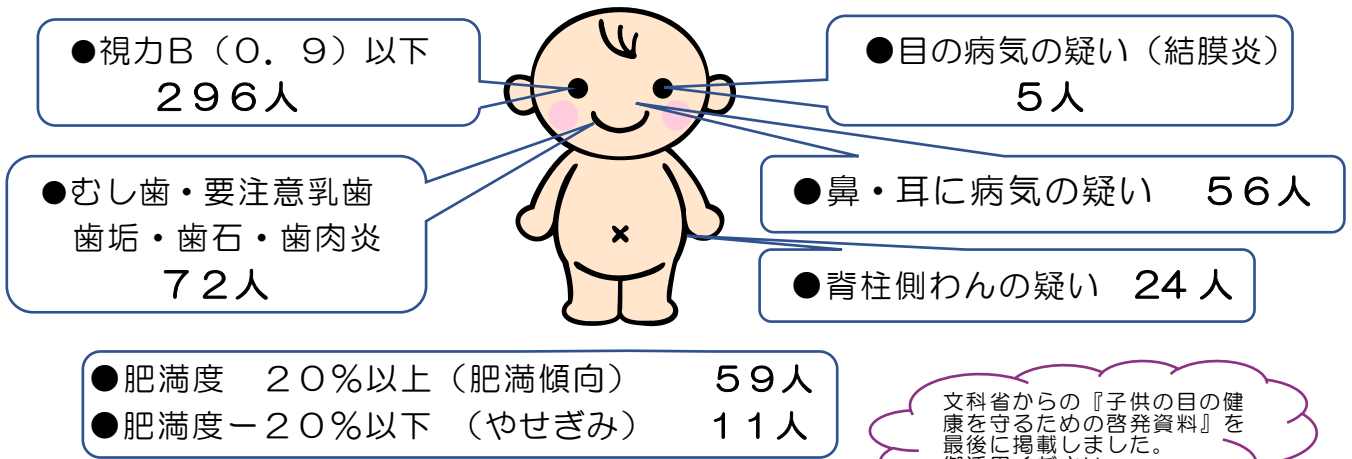 ●視力B（０．９）以下
２９６人
●目の病気の疑い（結膜炎）
５人
●むし歯・要注意乳歯
歯垢・歯石・歯肉炎
７２人
●鼻・耳に病気の疑い　５６人
●脊柱側わんの疑い　24 人
●肥満度　２０％以上（肥満傾向）　５９人
●肥満度－２０％以下　（やせぎみ）　１１人
文科省からの『子供の目の健
康を守るための啓発資料』を
最後に掲載しました。